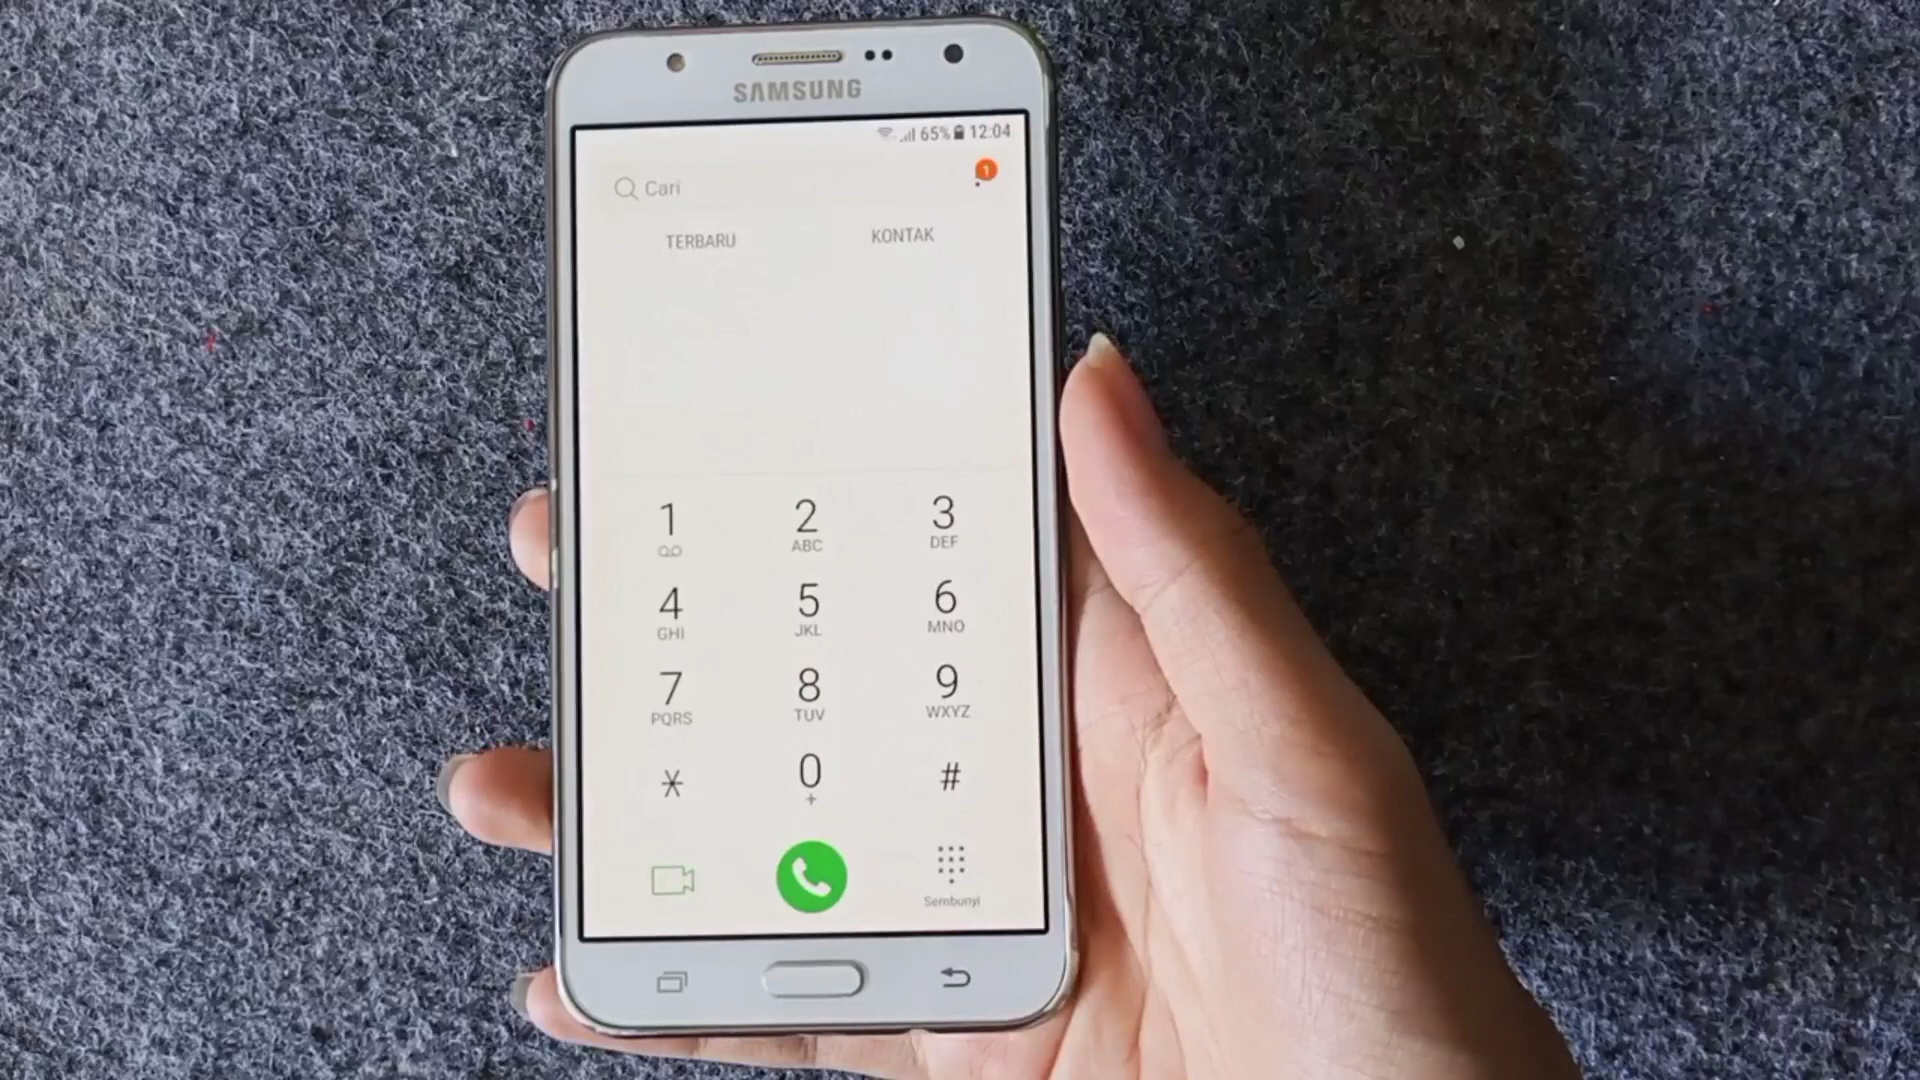 SAMSUNG
65% 12:04
1
Cari
TERBARU KONTAK
1 2 3
ABC DEF
4 5 6
GHI JKL MNO
7 8 9
PQRS TUV WXYZ
* 0 #
+
Sembunyi